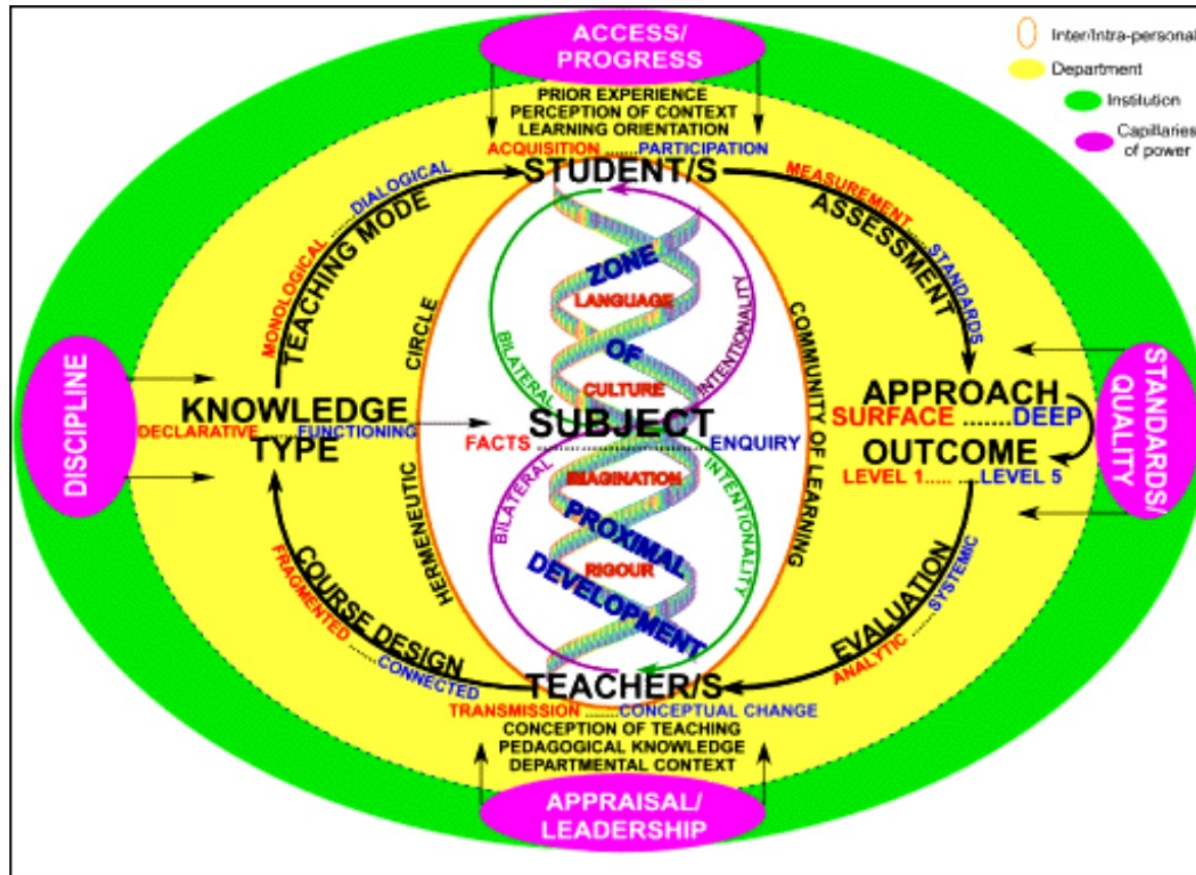 ACCESS/
PROGRESS
Inter/Intra-personal
Department
Institution
Capillaries
of power
PRIOR EXPERIENCE
PERCEPTION OF CONTEXT
LEARNING ORIENTATION
ACQUISITION .......PARTICIPATION
STUDENT/S
MONOLOGICAL ......DIALOGICAL
TEACHING MODE
MEASUREMENT ...... STANDARDS
ASSESSMENT
ZONE
LANGUAGE
OF
CULTURE
BILATERAL
INTENTIONALITY
HERMENEUTIC CIRCLE
COMMUNITY OF LEARNING
DISCIPLINE
KNOWLEDGE
DECLARATIVE..........FUNCTIONING
TYPE
SUBJECT
FACTS ........................ ENQUIRY
APPROACH
SURFACE .......DEEP
OUTCOME
LEVEL 1..... ...LEVEL 5
STANDARDS/
QUALITY
IMAGINATION
PROXIMAL
RIGOUR
DEVELOPMENT
BILATERAL
INTENTIONALITY
COURSE DESIGN
FRAGMENTED ......CONNECTED
EVALUATION
ANALYTIC ...... SYSTEMIC
TEACHER/S
TRANSMISSION .......CONCEPTUAL CHANGE
CONCEPTION OF TEACHING
PEDAGOGICAL KNOWLEDGE
DEPARTMENTAL CONTEXT
APPRAISAL/
LEADERSHIP